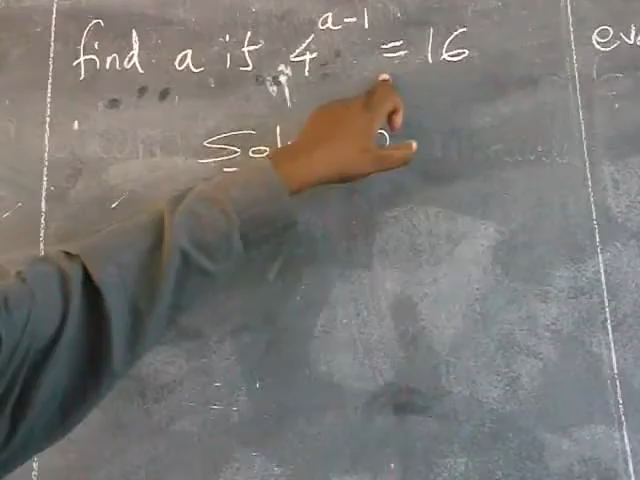 find a if 4^{a-1} = 16